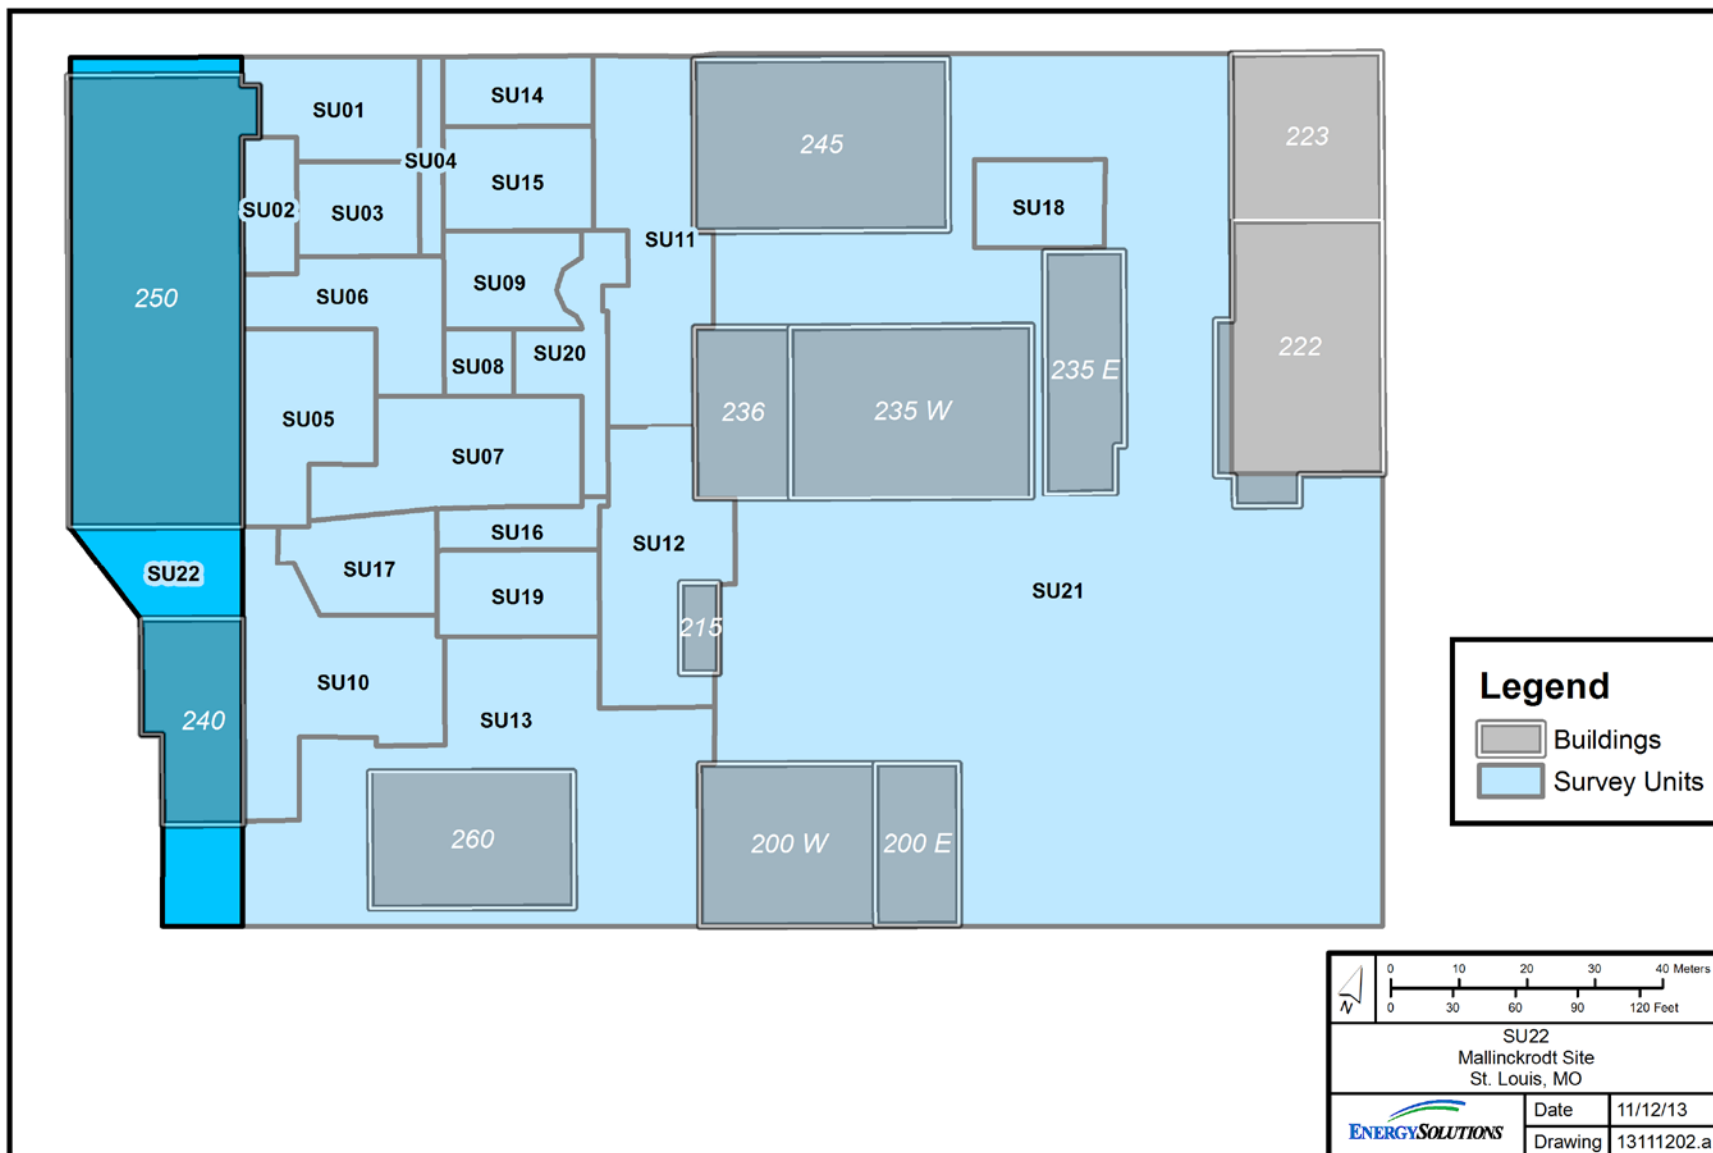 SU01
SU14
245
223
SU04
SU15
SU02
SU03
SU18
SU11
250
SU06
SU09
222
SU20
SU08
235 E
236
235 W
SU05
SU07
SU16
SU12
SU22
SU17
SU19
SU21
215
SU10
SU13
240
260
200 W
200 E
Legend
Buildings
Survey Units
N
0 10 20 30 40 Meters
0 30 60 90 120 Feet
SU22
Mallinckrodt Site
St. Louis, MO
ENERGYSOLUTIONS
Date 11/12/13
Drawing 13111202.a